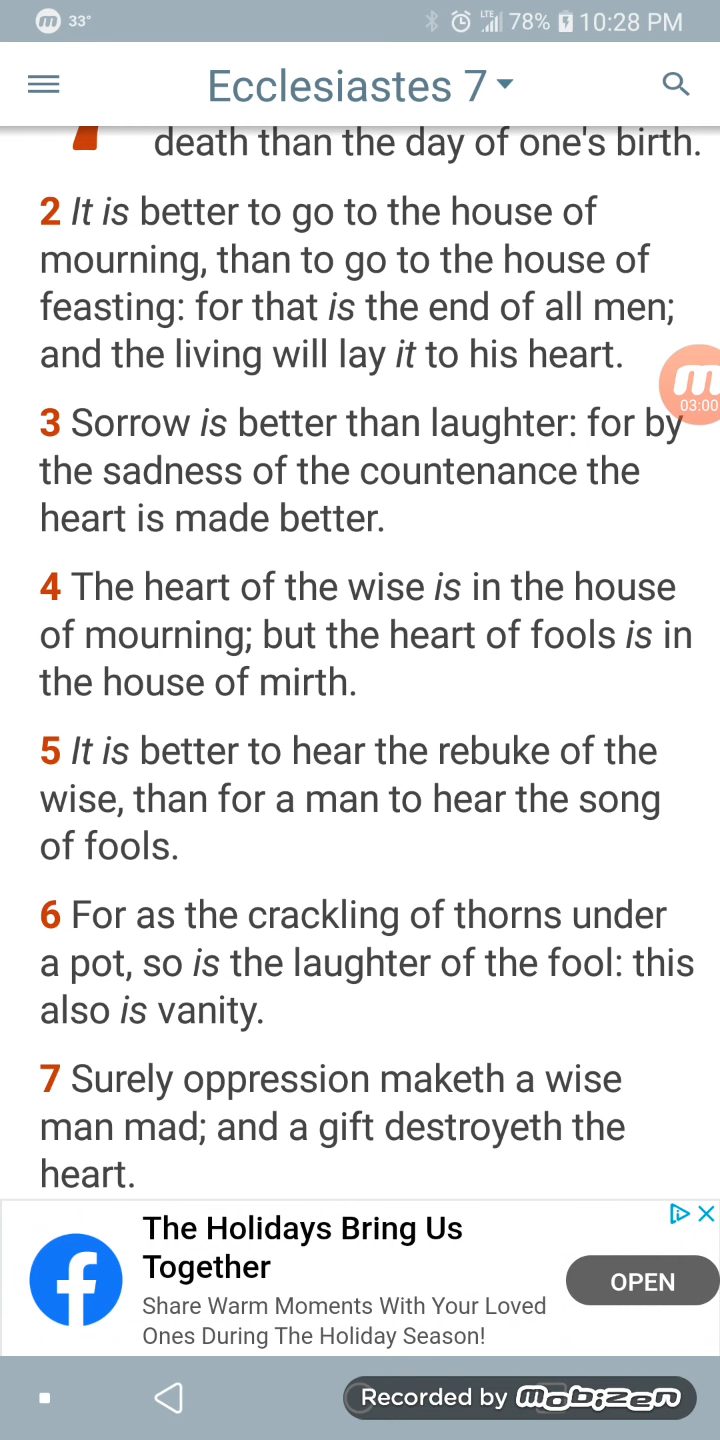 33°
LTE 78% 10:28 PM
Ecclesiastes 7
death than the day of one's birth.
2 It is better to go to the house of
mourning, than to go to the house of
feasting: for that is the end of all men;
and the living will lay it to his heart.
m
03:00
3 Sorrow is better than laughter: for by
the sadness of the countenance the
heart is made better.
4 The heart of the wise is in the house
of mourning; but the heart of fools is in
the house of mirth.
5 It is better to hear the rebuke of the
wise, than for a man to hear the song
of fools.
6 For as the crackling of thorns under
a pot, so is the laughter of the fool: this
also is vanity.
7 Surely oppression maketh a wise
man mad; and a gift destroyeth the
heart.
The Holidays Bring Us
Together
Share Warm Moments With Your Loved
Ones During The Holiday Season!
OPEN
Recorded by mobizen